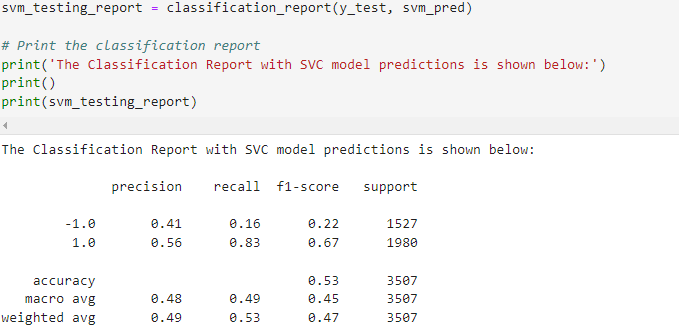 svm_testing_report = classification_report(y_test, svm_pred)
# Print the classification report
print('The Classification Report with SVC model predictions is shown below:')
print()
print(svm_testing_report)
The Classification Report with SVC model predictions is shown below:
precision recall f1-score support
-1.0 0.41 0.16 0.22 1527
1.0 0.56 0.83 0.67 1980
accuracy 0.53 3507
macro avg 0.48 0.49 0.45 3507
weighted avg 0.49 0.53 0.47 3507